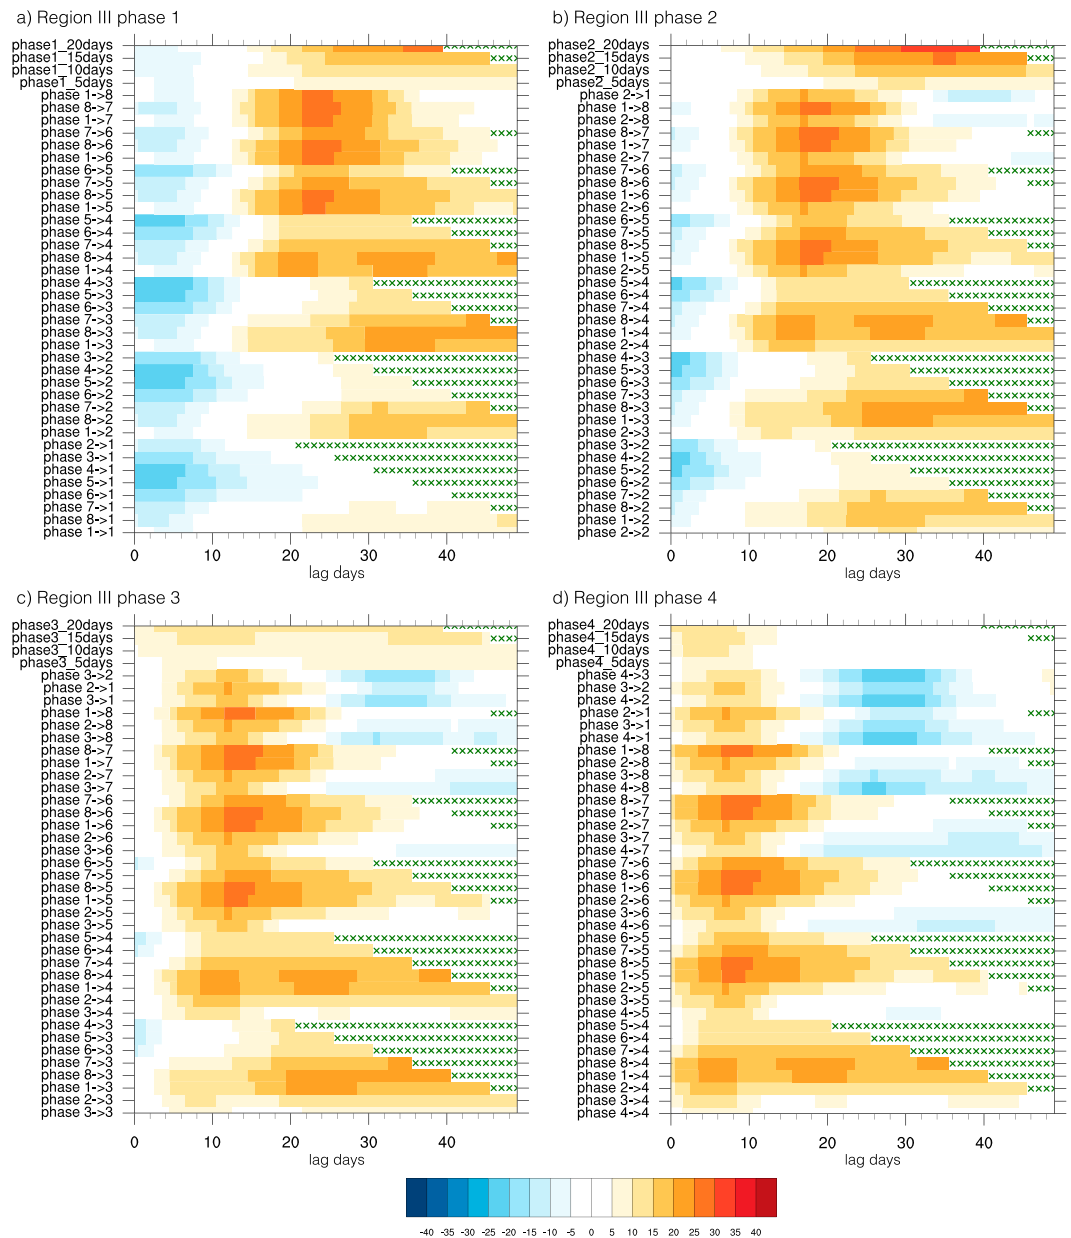 a) Region III phase 1
phase1_20days
phase1_15days
phase1_10days
phase1_5days
phase 1->8
phase 8->7
phase 1->7
phase 7->6
phase 8->6
phase 1->6
phase 6->5
phase 7->5
phase 8->5
phase 1->5
phase 5->4
phase 6->4
phase 7->4
phase 8->4
phase 1->4
phase 4->3
phase 5->3
phase 6->3
phase 7->3
phase 8->3
phase 1->3
phase 3->2
phase 4->2
phase 5->2
phase 6->2
phase 7->2
phase 8->2
phase 1->2
phase 2->1
phase 3->1
phase 4->1
phase 5->1
phase 6->1
phase 7->1
phase 8->1
phase 1->1
0 10 20 30 40
lag days
b) Region III phase 2
phase2_20days
phase2_15days
phase2_10days
phase2_5days
phase 2->1
phase 1->8
phase 2->8
phase 8->7
phase 1->7
phase 2->7
phase 7->6
phase 8->6
phase 1->6
phase 2->6
phase 6->5
phase 7->5
phase 8->5
phase 1->5
phase 2->5
phase 5->4
phase 6->4
phase 7->4
phase 8->4
phase 1->4
phase 2->4
phase 4->3
phase 5->3
phase 6->3
phase 7->3
phase 8->3
phase 1->3
phase 2->3
phase 3->2
phase 4->2
phase 5->2
phase 6->2
phase 7->2
phase 8->2
phase 1->2
phase 2->2
0 10 20 30 40
lag days
c) Region III phase 3
phase3_20days
phase3_15days
phase3_10days
phase3_5days
phase 3->2
phase 2->1
phase 3->1
phase 1->8
phase 2->8
phase 3->8
phase 8->7
phase 1->7
phase 2->7
phase 3->7
phase 7->6
phase 8->6
phase 1->6
phase 2->6
phase 3->6
phase 6->5
phase 7->5
phase 8->5
phase 1->5
phase 2->5
phase 3->5
phase 5->4
phase 6->4
phase 7->4
phase 8->4
phase 1->4
phase 2->4
phase 3->4
phase 4->3
phase 5->3
phase 6->3
phase 7->3
phase 8->3
phase 1->3
phase 2->3
phase 3->3
0 10 20 30 40
lag days
d) Region III phase 4
phase4_20days
phase4_15days
phase4_10days
phase4_5days
phase 4->3
phase 3->2
phase 4->2
phase 2->1
phase 3->1
phase 4->1
phase 1->8
phase 2->8
phase 3->8
phase 4->8
phase 8->7
phase 1->7
phase 2->7
phase 3->7
phase 4->7
phase 7->6
phase 8->6
phase 1->6
phase 2->6
phase 3->6
phase 4->6
phase 6->5
phase 7->5
phase 8->5
phase 1->5
phase 2->5
phase 3->5
phase 4->5
phase 5->4
phase 6->4
phase 7->4
phase 8->4
phase 1->4
phase 2->4
phase 3->4
phase 4->4
0 10 20 30 40
lag days
-40 -35 -30 -25 -20 -15 -10 -5 0 5 10 15 20 25 30 35 40